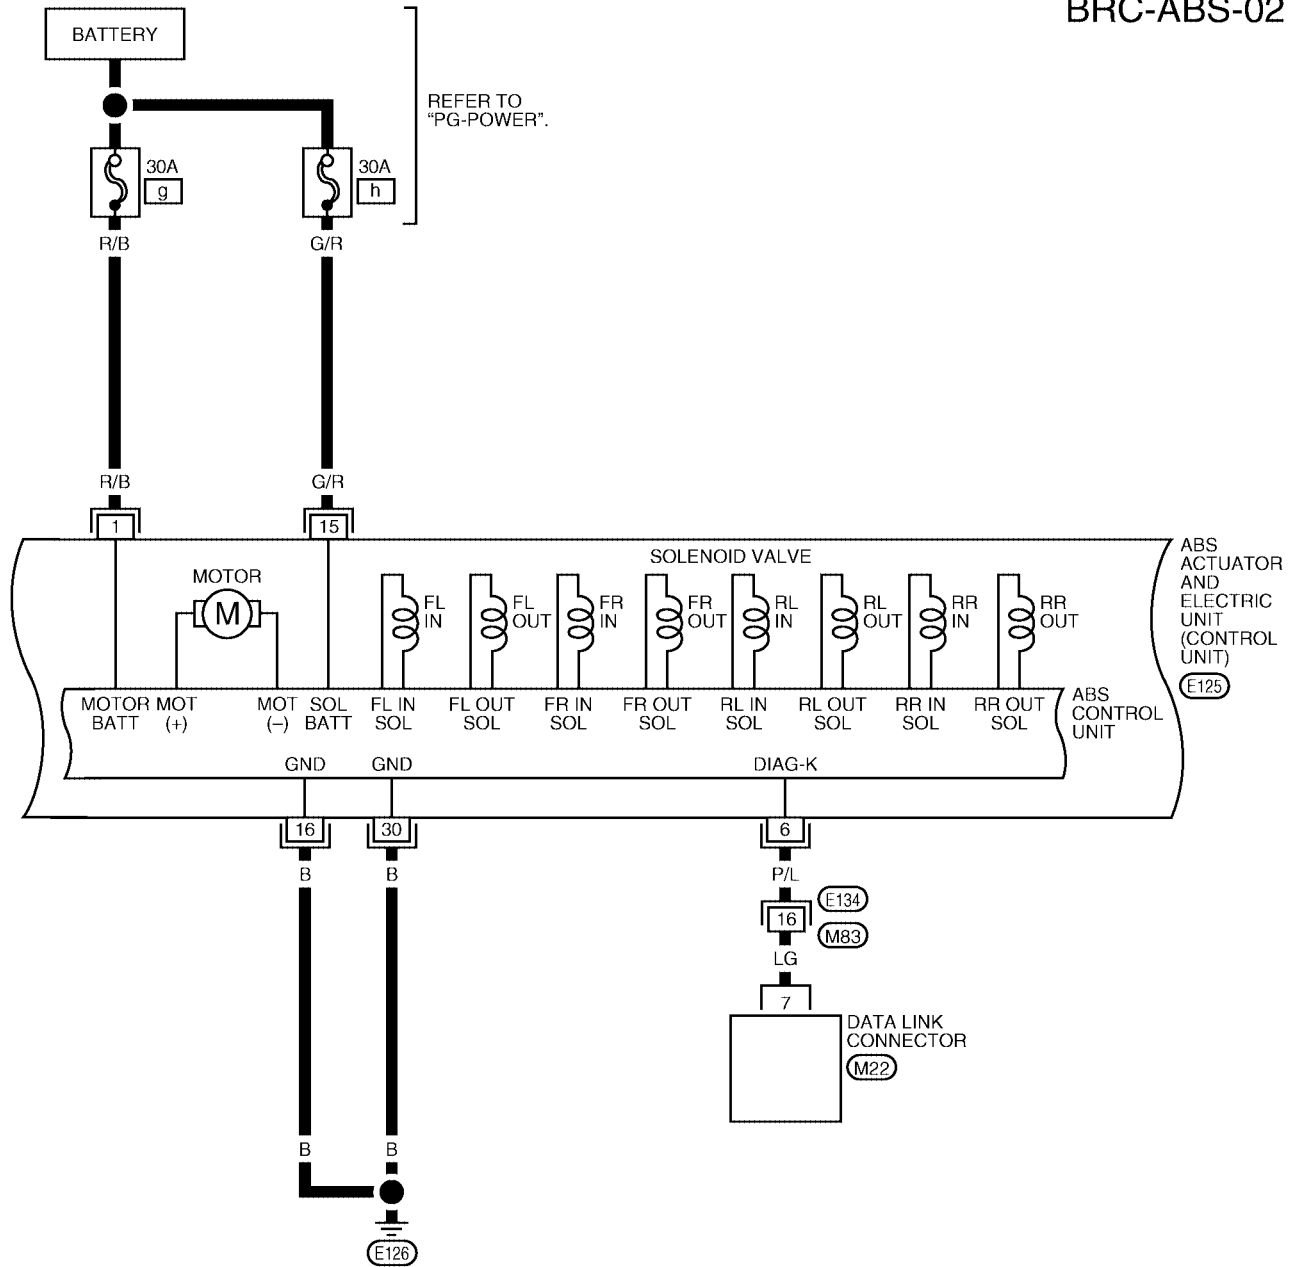 BRC-ABS-02
BATTERY
REFER TO
“PG-POWER”.
30A
g
30A
h
R/B
G/R
R/B
G/R
1
15
SOLENOID VALVE
MOTOR
M
FL
IN
FL
OUT
FR
IN
FR
OUT
RL
IN
RL
OUT
RR
IN
RR
OUT
ABS
ACTUATOR
AND
ELECTRIC
UNIT
(CONTROL
UNIT)
E125
MOTOR
BATT
MOT
(+)
MOT
(–)
SOL
BATT
FL IN
SOL
FL OUT
SOL
FR IN
SOL
FR OUT
SOL
RL IN
SOL
RL OUT
SOL
RR IN
SOL
RR OUT
SOL
ABS
CONTROL
UNIT
GND
GND
DIAG-K
16
30
6
B
B
P/L
E134
16
M83
LG
7
DATA LINK
CONNECTOR
M22
B
B
E126